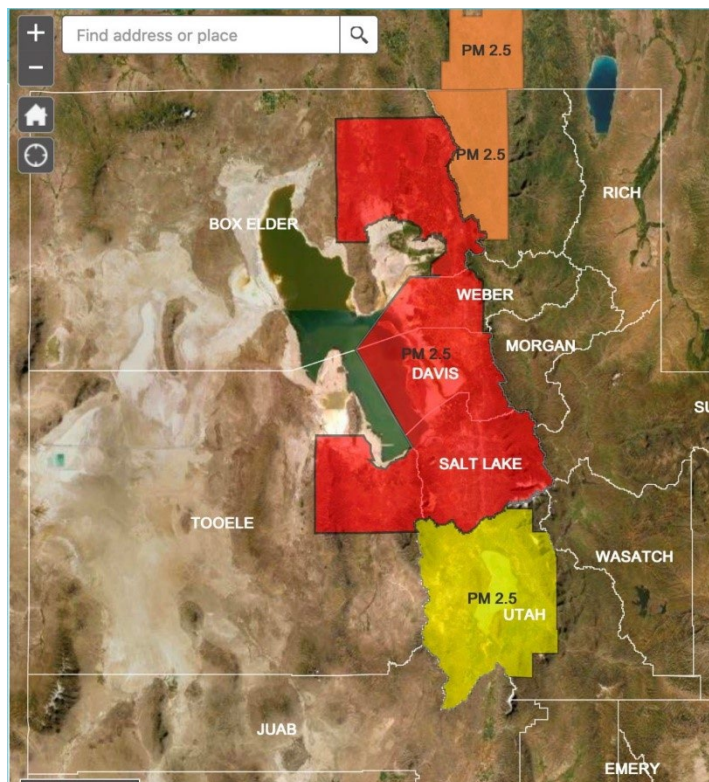 +
Find address or place
−
PM 2.5
PM 2.5
RICH
BOX ELDER
WEBER
MORGAN
PM 2.5
DAVIS
SU
SALT LAKE
TOOELE
WASATCH
PM 2.5
UTAH
JUAB
EMERY